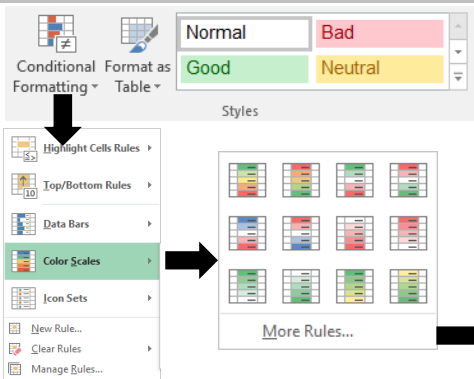 Normal
Bad
Conditional Formatting
Format as Table
Good
Neutral
Styles
Highlight Cells Rules
Top/Bottom Rules
10
Data Bars
Color Scales
Icon Sets
New Rule...
Clear Rules
Manage Rules...
More Rules...